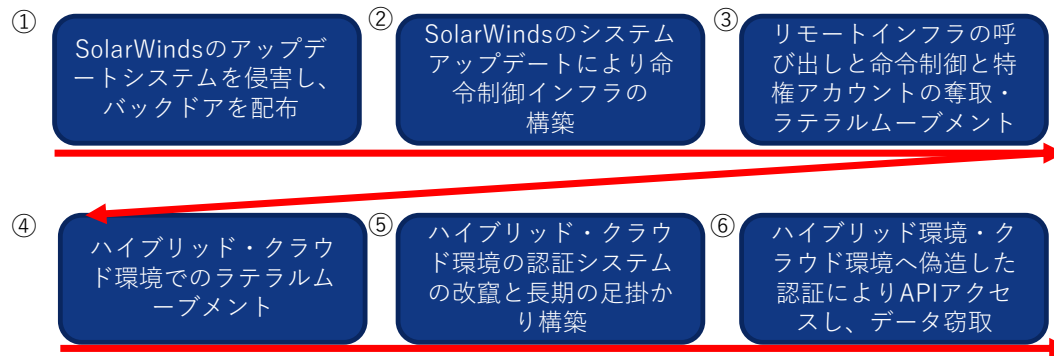 ①
SolarWindsのアップデ
ートシステムを侵害し、
バックドアを配布
②
SolarWindsのシステム
アップデートにより命
令制御インフラの
構築
③
リモートインフラの呼
び出しと命令制御と特
権アカウントの奪取・
ラテラルムーブメント
④
ハイブリッド・クラウ
ド環境でのラテラルム
ーブメント
⑤
ハイブリッド・クラウ
ド環境の認証システム
の改竄と長期の足掛か
り構築
⑥
ハイブリッド環境・ク
ラウド環境へ偽造した
認証によりAPIアクセ
スし、データ窃取